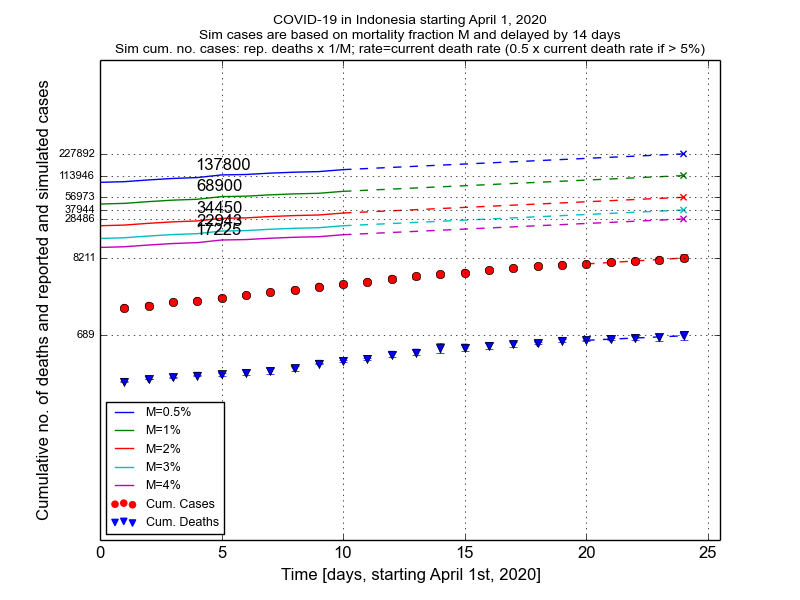 COVID-19 in Indonesia starting April 1, 2020
Sim cases are based on mortality fraction M and delayed by 14 days
Sim cum. no. cases: rep. deaths x 1/M; rate=current death rate (0.5 x current death rate if > 5%)
Cumulative no. of deaths and reported and simulated cases
227892
113946
56973
37944
28486
8211
689
137800
68900
34450
22943
17225
M=0.5%
M=1%
M=2%
M=3%
M=4%
Cum. Cases
Cum. Deaths
0 5 10 15 20 25
Time [days, starting April 1st, 2020]